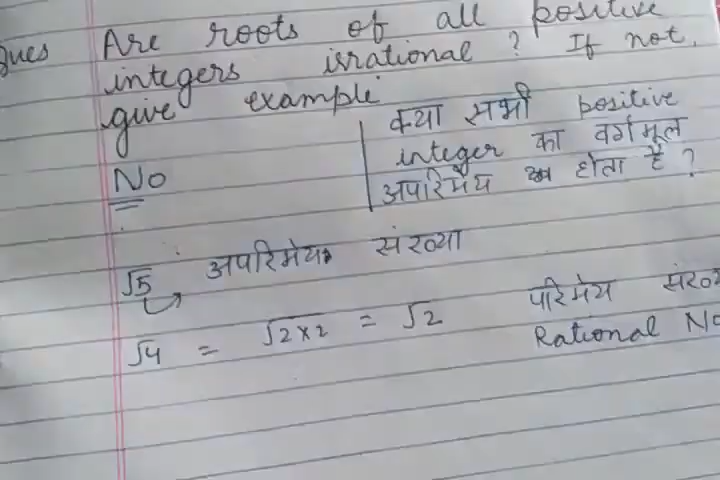 Ques Are roots of all positive
integers irrational? If not,
give example
क्या सभी positive
integer का वर्गमूल
अपरिमेय होता है?
No
√5 अपरिमेय संख्या
√4 = √2×2 = √2 परिमेय
Rational No